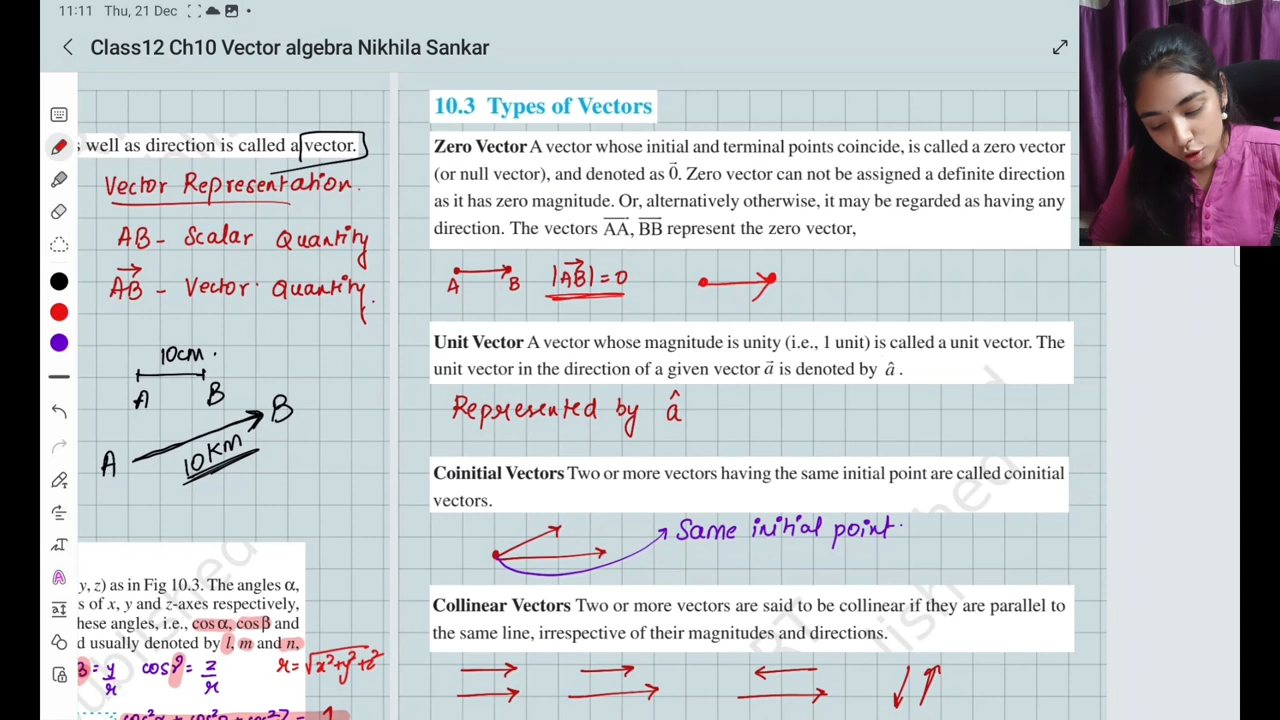 11:11 Thu, 21 Dec
Class12 Ch10 Vector algebra Nikhila Sankar
well as direction is called a vector.
Vector Representation.
AB - Scalar Quantity
A⃗B⃗ - Vector Quantity.
10cm.
A B
A B
10KM
y, z) as in Fig 10.3. The angles α,
s of x, y and z-axes respectively,
hese angles, i.e., cos α, cos β and
d usually denoted by l, m and n,
= y/r cos γ = z/r r = √x²+y²+z²
10.3 Types of Vectors
Zero Vector A vector whose initial and terminal points coincide, is called a zero vector
(or null vector), and denoted as 0⃗. Zero vector can not be assigned a definite direction
as it has zero magnitude. Or, alternatively otherwise, it may be regarded as having any
direction. The vectors A⃗A⃗, B⃗B⃗ represent the zero vector,
A B |A⃗B⃗| = 0
Unit Vector A vector whose magnitude is unity (i.e., 1 unit) is called a unit vector. The
unit vector in the direction of a given vector a⃗ is denoted by â .
Represented by â
Coinitial Vectors Two or more vectors having the same initial point are called coinitial
vectors.
Same initial point.
Collinear Vectors Two or more vectors are said to be collinear if they are parallel to
the same line, irrespective of their magnitudes and directions.